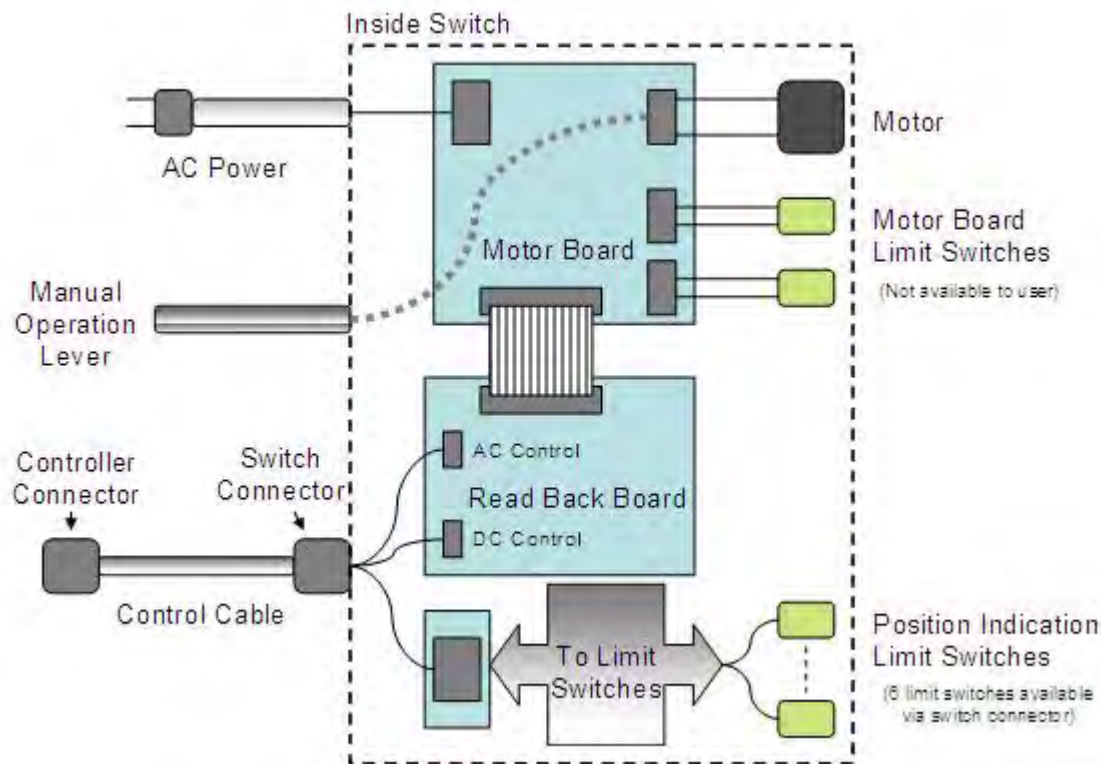 Inside Switch
AC Power
Motor
Motor Board
Motor Board
Limit Switches
(Not available to user)
Manual
Operation
Lever
Controller
Connector
Switch
Connector
AC Control
Read Back Board
DC Control
Control Cable
To Limit
Switches
Position Indication
Limit Switches
(6 limit switches available
via switch connector)